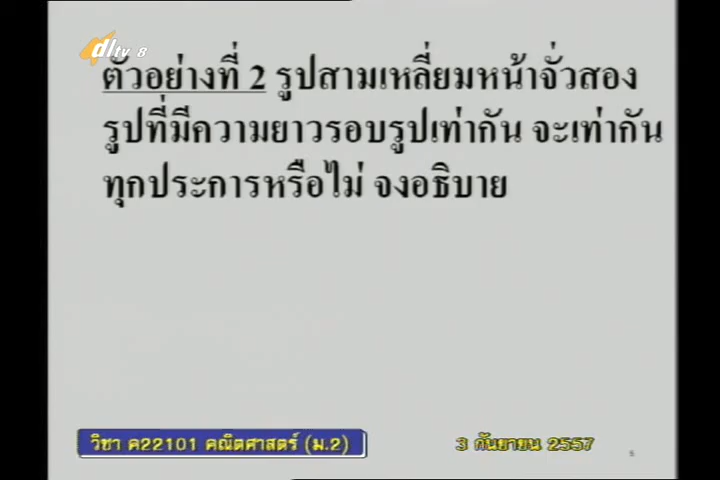 dltv 8
ตัวอย่างที่ 2 รูปสามเหลี่ยมหน้าจั่วสอง
รูปที่มีความยาวรอบรูปเท่ากัน จะเท่ากัน
ทุกประการหรือไม่ จงอธิบาย
วิชา ค22101 คณิตศาสตร์ (ม.2)
3 กันยายน 2557